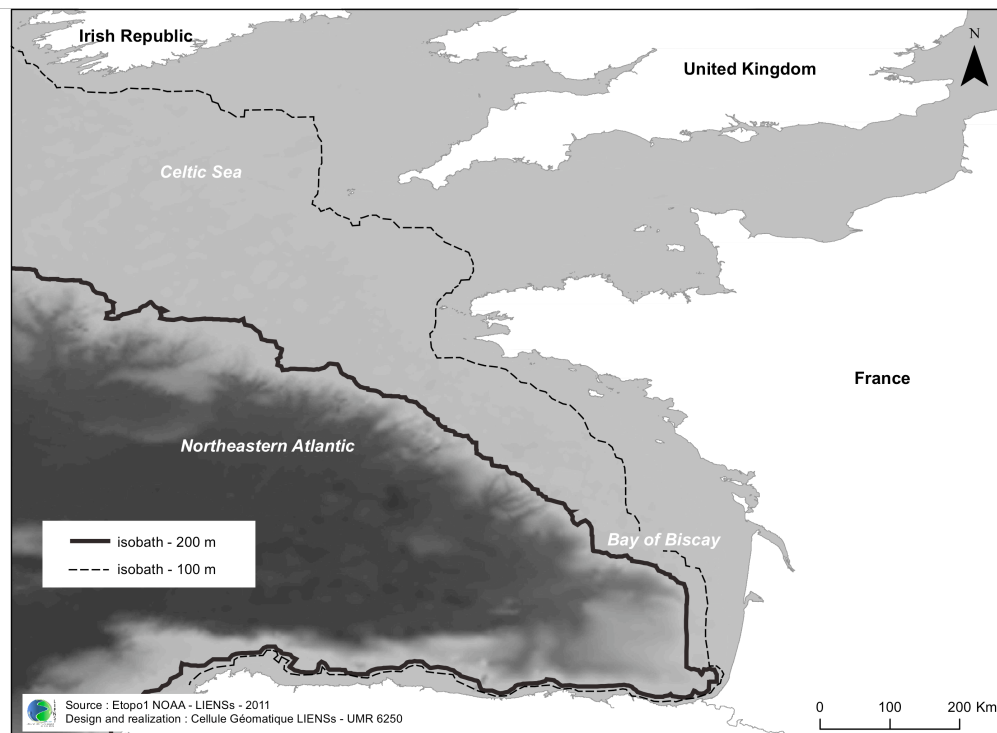 Irish Republic
N
United Kingdom
Celtic Sea
France
Northeastern Atlantic
isobath - 200 m
Bay of Biscay
isobath - 100 m
Source : Etopo1 NOAA - LIENSs - 2011
Design and realization : Cellule Géomatique LIENSs - UMR 6250
0 100 200 Km